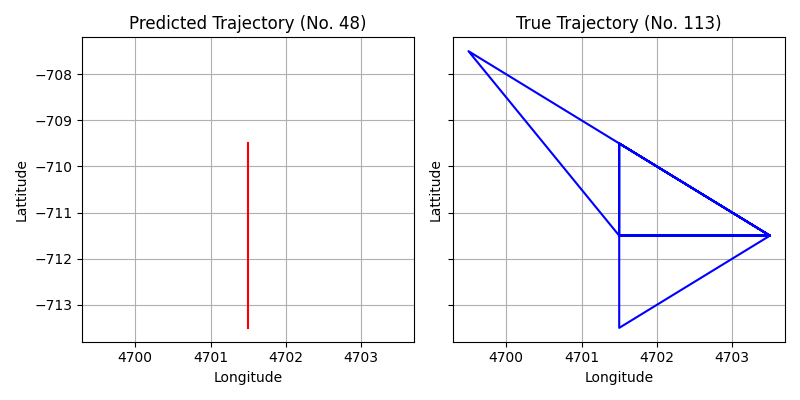 Predicted Trajectory (No. 48)
True Trajectory (No. 113)
Lattitude
−708
−709
−710
−711
−712
−713
4700
4701
4702
4703
Longitude
Lattitude
4700
4701
4702
4703
Longitude